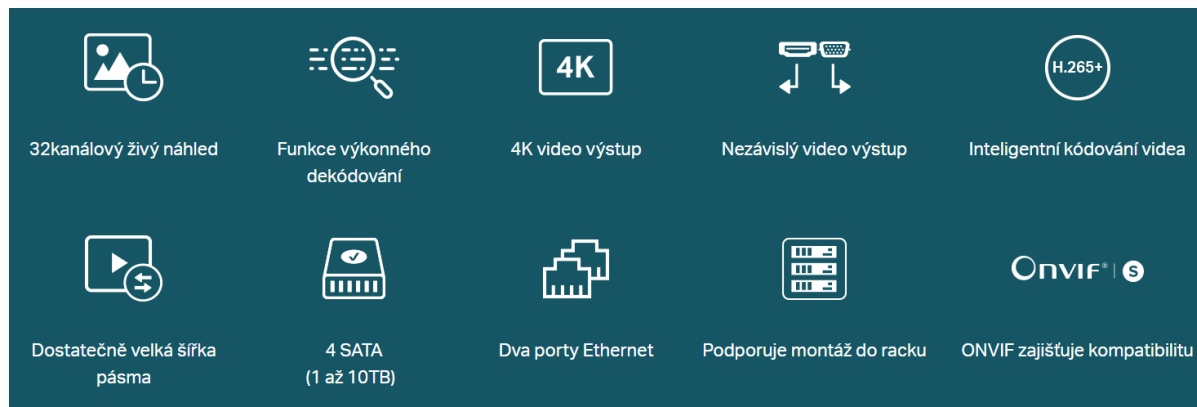 4K
H.265+
32kanálový živý náhled
Funkce výkonného
dekódování
4K video výstup
Nezávislý video výstup
Inteligentní kódování videa
ONVIF® | S
Dostatečně velká šířka
pásma
4 SATA
(1 až 10TB)
Dva porty Ethernet
Podporuje montáž do racku
ONVIF zajišťuje kompatibilitu